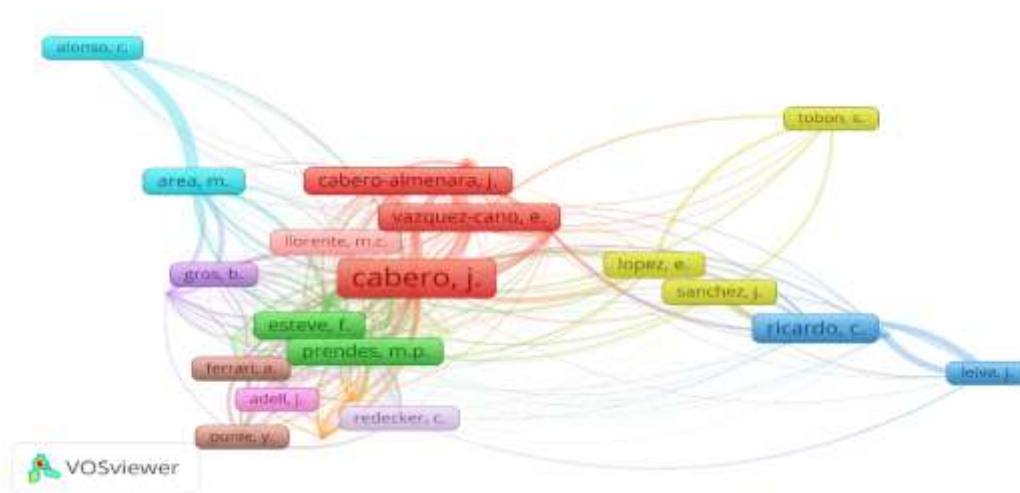 alonso, c.
tobon, s.
area, m.
cabero-almenara, j.
vazquez-cano, e.
llorente, m.c.
lopez, e.
gros, b.
cabero, j.
sanchez, j.
esteve, f.
ricardo, c.
prendes, m.p.
ferrari, a.
leiva, j.
adell, j.
redecker, c.
punie, y.
VOSviewer